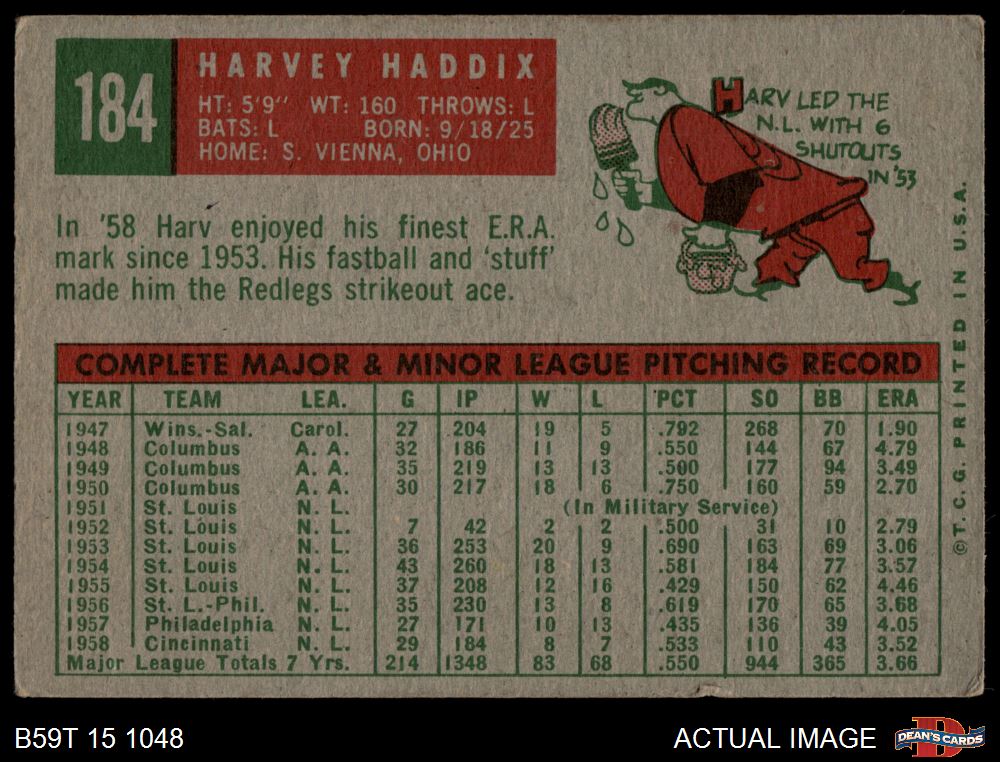 184
HARVEY HADDIX
HT: 5'9" WT: 160 THROWS: L
BATS: L BORN: 9/18/25
HOME: S. VIENNA, OHIO
HARV LED THE
N.L. WITH 6
SHUTOUTS
IN '53
In '58 Harv enjoyed his finest E.R.A.
mark since 1953. His fastball and 'stuff'
made him the Redlegs strikeout ace.
COMPLETE MAJOR & MINOR LEAGUE PITCHING RECORD
YEAR TEAM LEA. G IP W L PCT SO BB ERA
1947 Wins.-Sal. Carol. 27 204 19 5 .792 268 70 1.90
1948 Columbus A. A. 32 186 11 9 .550 144 67 4.79
1949 Columbus A. A. 35 219 13 13 .500 177 94 3.49
1950 Columbus A. A. 30 217 18 6 .750 160 59 2.70
1951 St. Louis N. L. (In Military Service)
1952 St. Louis N. L. 7 42 2 2 .500 31 10 2.79
1953 St. Louis N. L. 36 253 20 9 .690 163 69 3.06
1954 St. Louis N. L. 43 260 18 13 .581 184 77 3.57
1955 St. Louis N. L. 37 208 12 16 .429 150 62 4.46
1956 St. L.-Phil. N. L. 35 230 13 8 .619 170 65 3.68
1957 Philadelphia N. L. 27 171 10 13 .435 136 39 4.05
1958 Cincinnati N. L. 29 184 8 7 .533 110 43 3.52
Major League Totals 7 Yrs. 214 1348 83 68 .550 944 365 3.66
© T. C. G. PRINTED IN U.S.A.
B59T 15 1048
ACTUAL IMAGE
D
DEAN'S CARDS